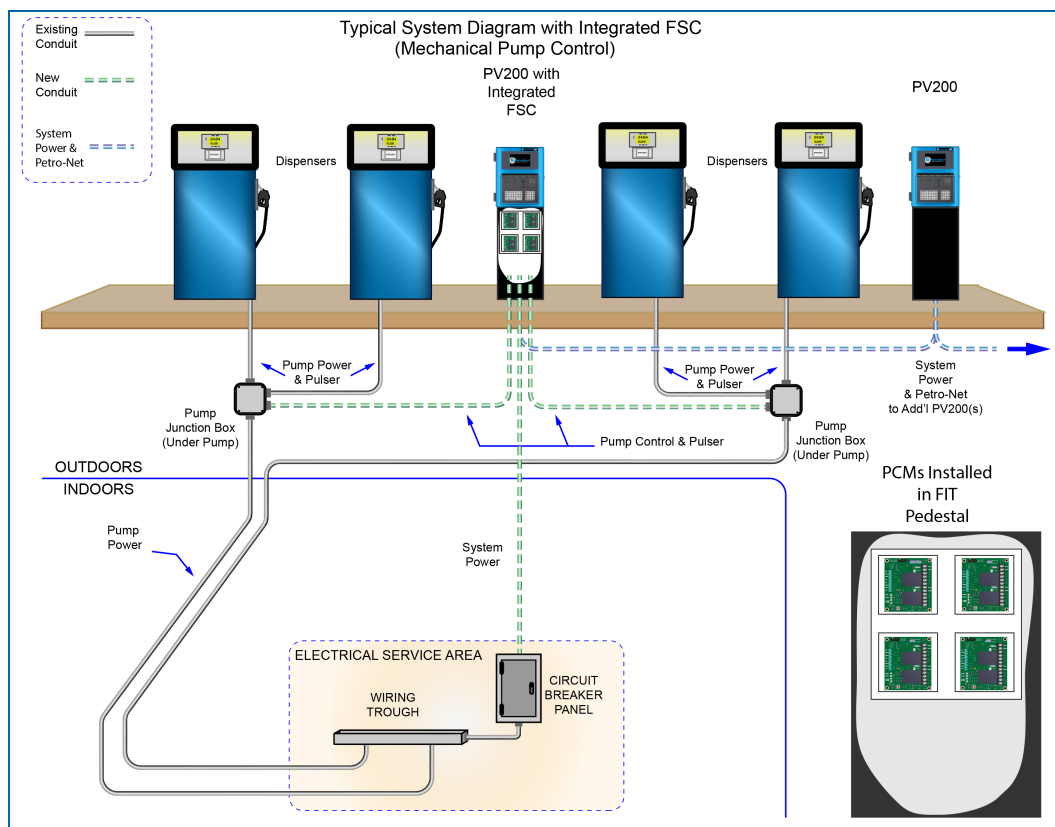 Typical System Diagram with Integrated FSC
(Mechanical Pump Control)
Existing
Conduit
New
Conduit
System
Power &
Petro-Net
PV200 with
Integrated
FSC
PV200
Dispensers
Dispensers
Pump Power
& Pulser
Pump Power
& Pulser
System
Power
& Petro-Net
to Add'l PV200(s)
Pump
Junction Box
(Under Pump)
Pump Control & Pulser
Pump
Junction Box
(Under Pump)
OUTDOORS
INDOORS
PCMs Installed
in FIT
Pedestal
Pump
Power
System
Power
ELECTRICAL SERVICE AREA
WIRING
TROUGH
CIRCUIT
BREAKER
PANEL